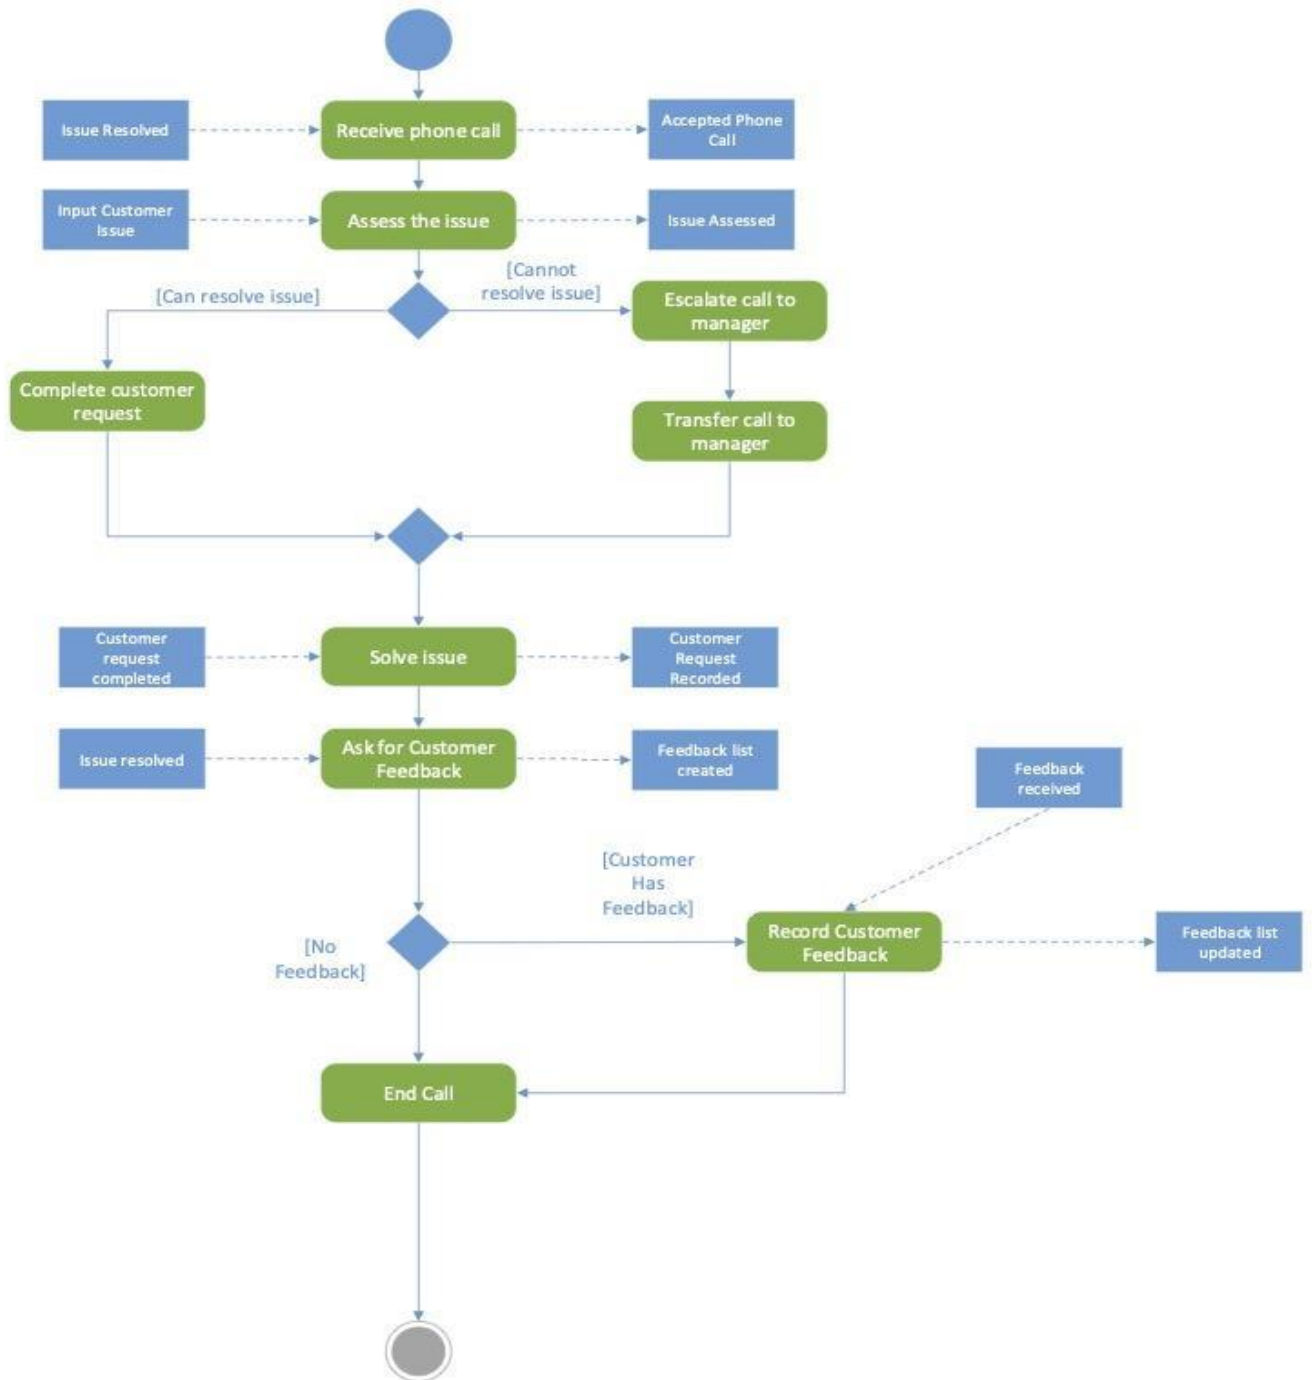 Issue Resolved
Receive phone call
Accepted Phone
Call
Input Customer
Issue
Assess the issue
Issue Assessed
[Can resolve issue]
[Cannot
resolve issue]
Escalate call to
manager
Complete customer
request
Transfer call to
manager
Customer
request
completed
Solve issue
Customer
Request
Recorded
Issue resolved
Ask for Customer
Feedback
Feedback list
created
Feedback
received
[Customer
Has
Feedback]
[No
Feedback]
Record Customer
Feedback
Feedback list
updated
End Call